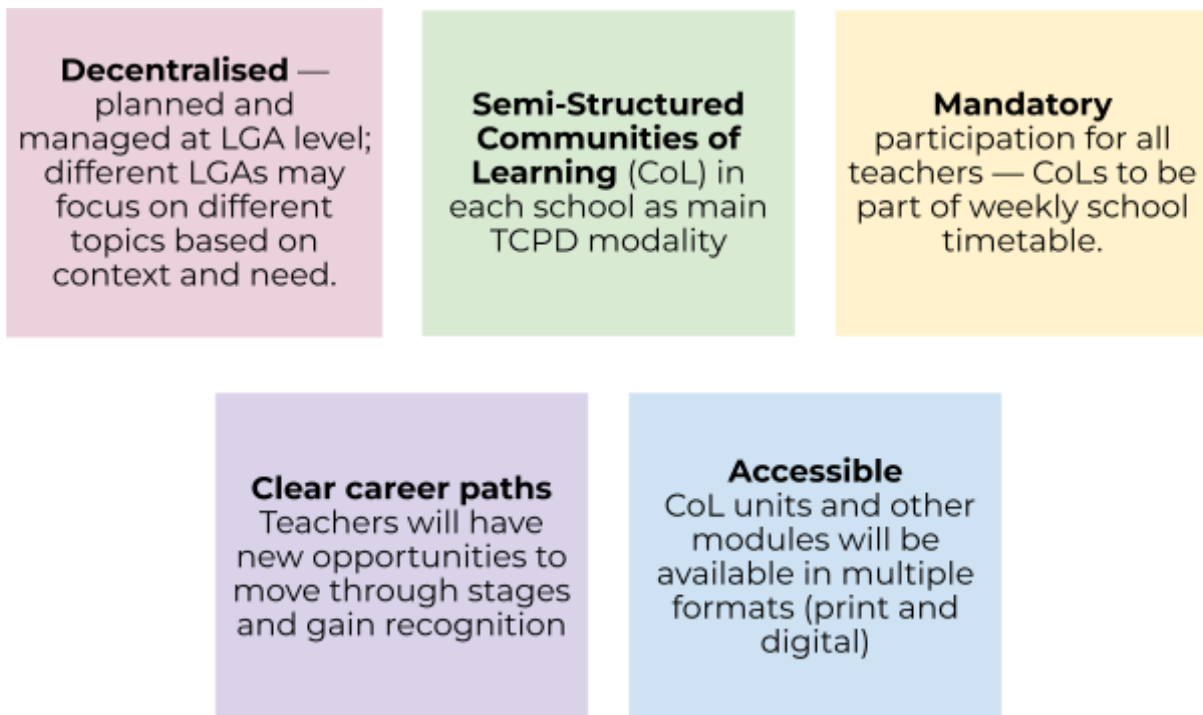 Decentralised —
planned and
managed at LGA level;
different LGAs may
focus on different
topics based on
context and need.
Semi-Structured
Communities of
Learning (CoL) in
each school as main
TCPD modality
Mandatory
participation for all
teachers — CoLs to be
part of weekly school
timetable.
Clear career paths
Teachers will have
new opportunities to
move through stages
and gain recognition
Accessible
CoL units and other
modules will be
available in multiple
formats (print and
digital)